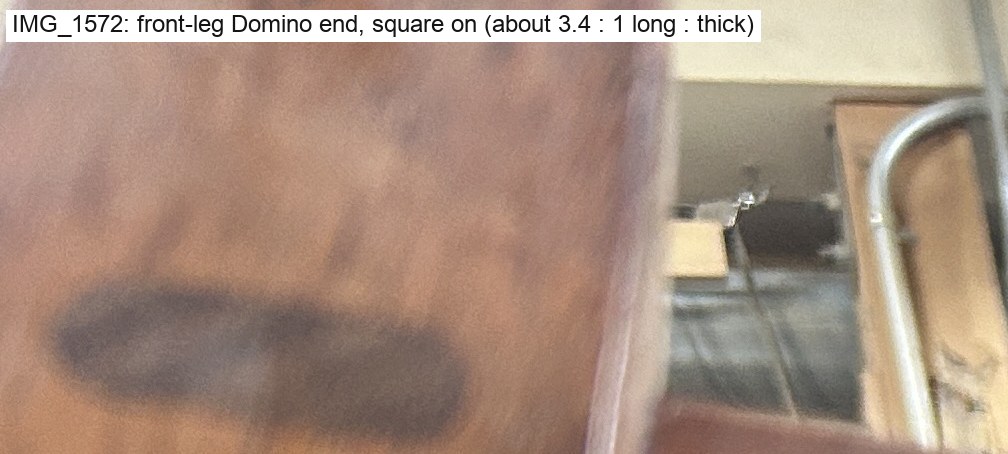 IMG_1572: front-leg Domino end, square on (about 3.4 : 1 long : thick)